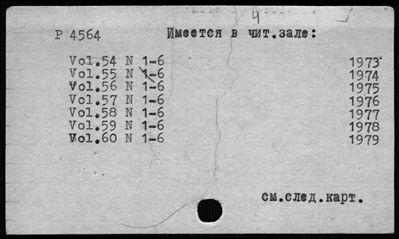 4
P 4564 Имеется в чит.зале:
Vol.54 N 1-6 1973
Vol.55 N 1-6 1974
Vol.56 N 1-6 1975
Vol.57 N 1-6 1976
Vol.58 N 1-6 1977
Vol.59 N 1-6 1978
Vol.60 N 1-6 1979
см.след.карт.